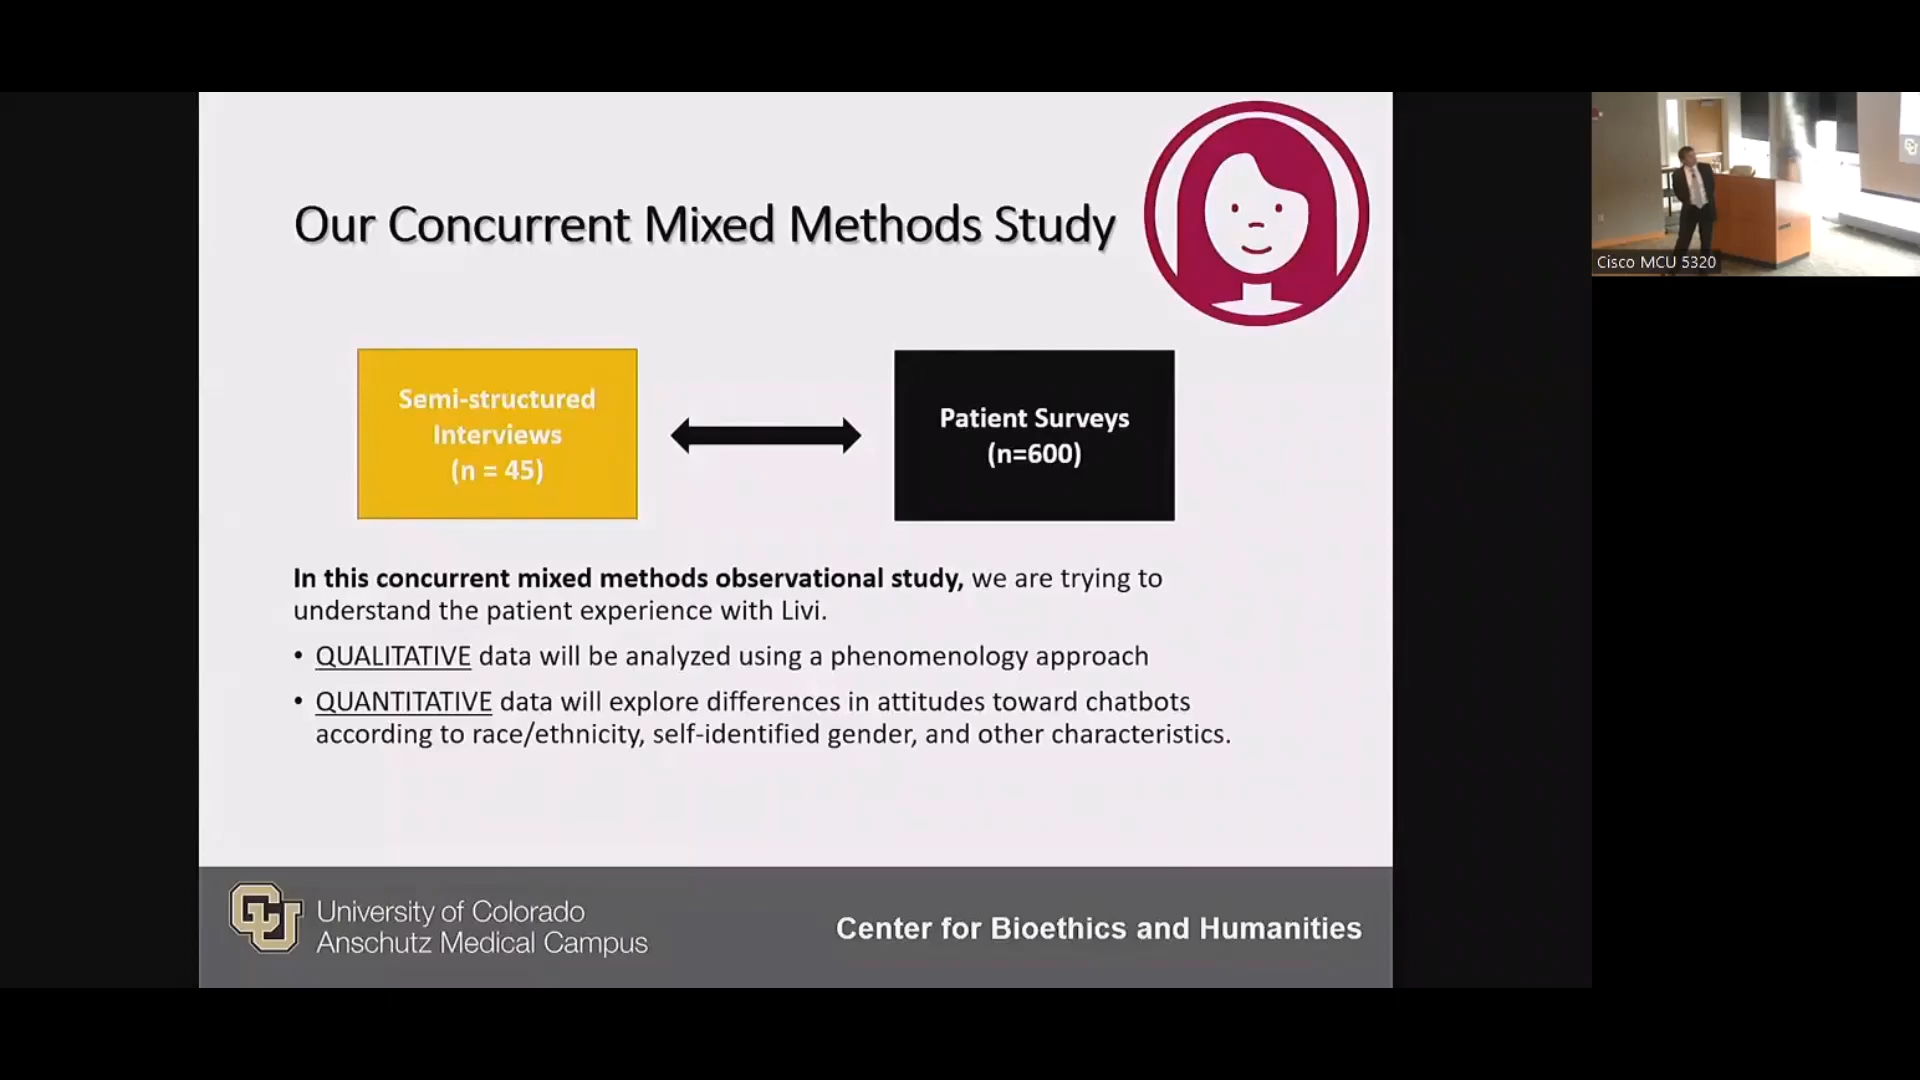 Our Concurrent Mixed Methods Study
Semi-structured
Interviews
(n = 45)
Patient Surveys
(n=600)
In this concurrent mixed methods observational study, we are trying to
understand the patient experience with Livi.
• QUALITATIVE data will be analyzed using a phenomenology approach
• QUANTITATIVE data will explore differences in attitudes toward chatbots
according to race/ethnicity, self-identified gender, and other characteristics.
CU
University of Colorado
Anschutz Medical Campus
Center for Bioethics and Humanities
Cisco MCU 5320